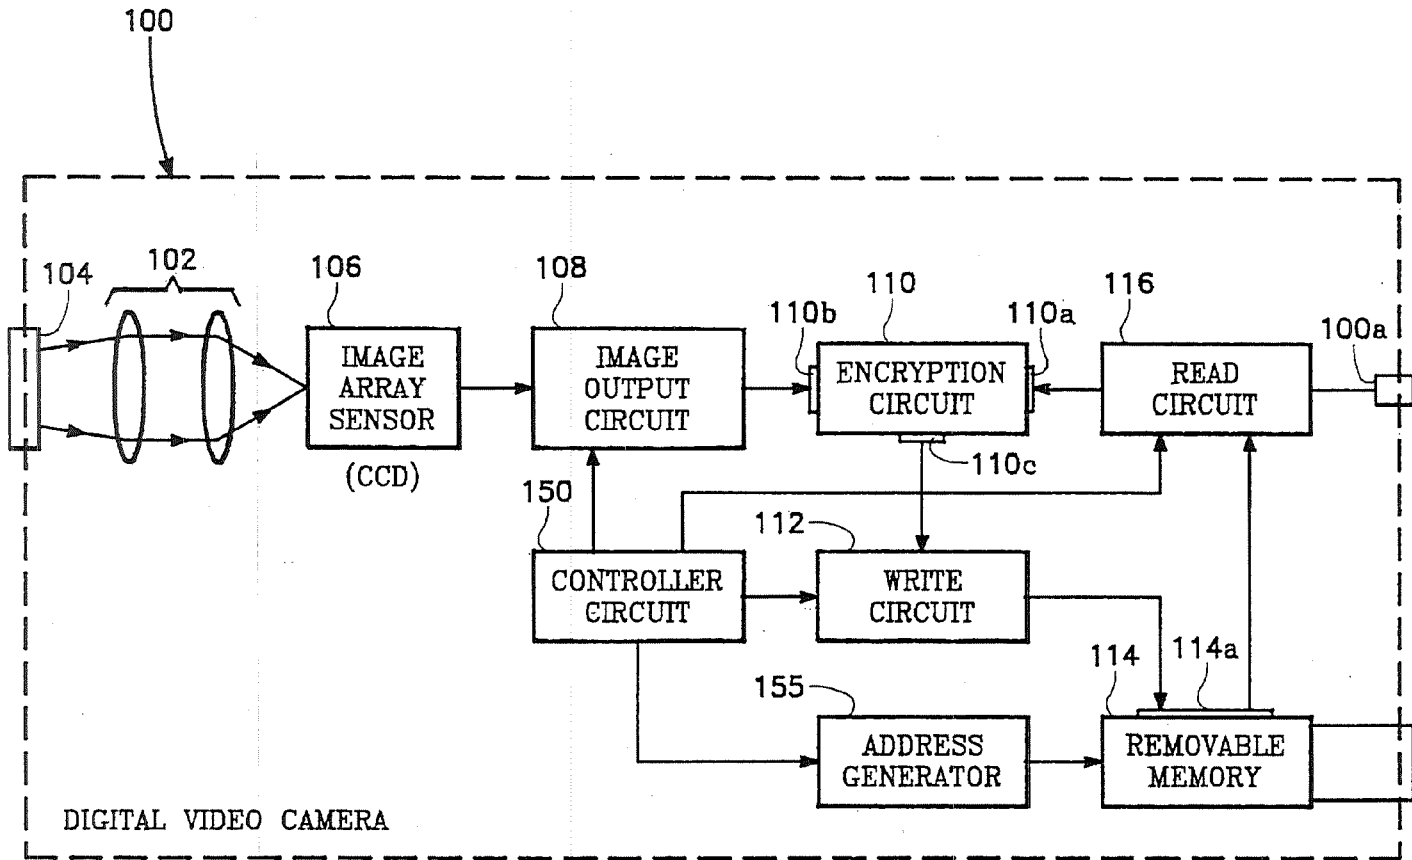 100
104
102
106
108
110b
110
110a
116
100a
IMAGE
ARRAY
SENSOR
(CCD)
IMAGE
OUTPUT
CIRCUIT
ENCRYPTION
CIRCUIT
READ
CIRCUIT
110c
150
112
CONTROLLER
CIRCUIT
WRITE
CIRCUIT
155
114
114a
ADDRESS
GENERATOR
REMOVABLE
MEMORY
DIGITAL VIDEO CAMERA